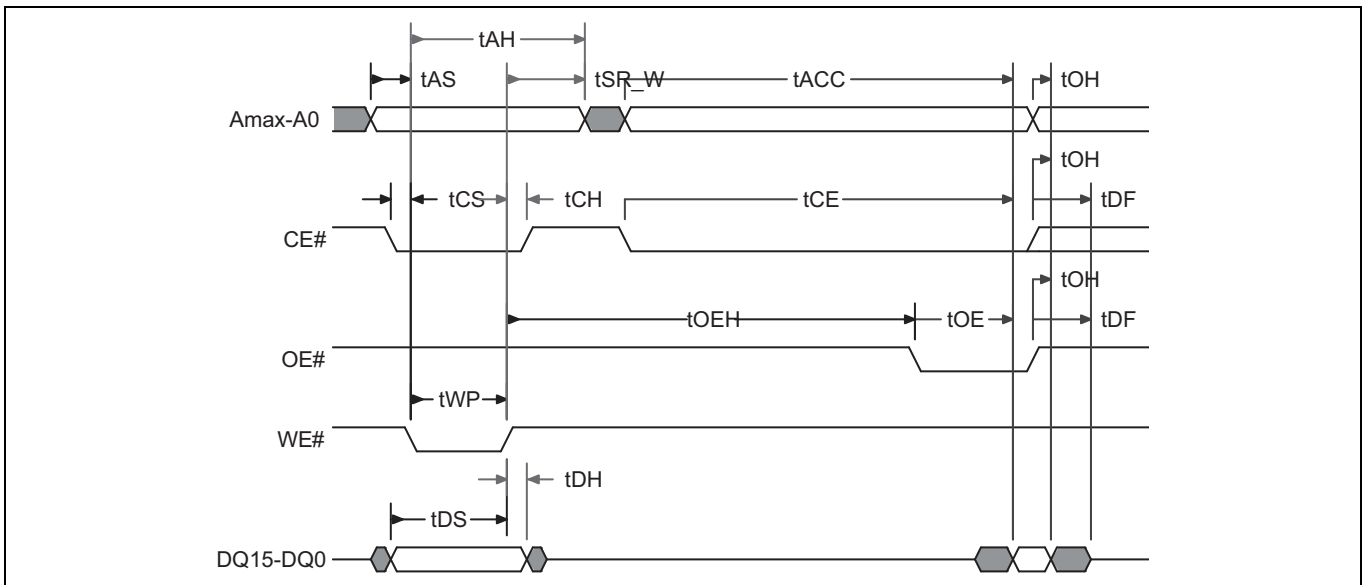 tAH
tAS
tSR_W
tACC
tOH
Amax-A0
tOH
tCS
tCH
tCE
tDF
CE#
tOH
tOEH
tOE
tDF
OE#
tWP
WE#
tDH
tDS
DQ15-DQ0